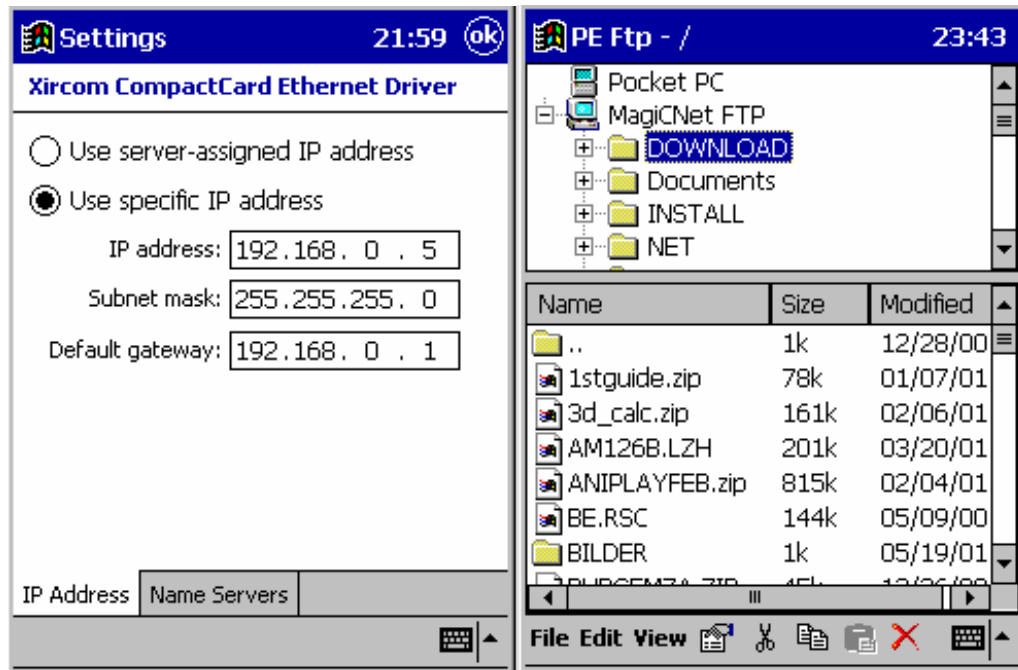 Settings 21:59 ok
Xircom CompactCard Ethernet Driver
Use server-assigned IP address
Use specific IP address
IP address: 192.168. 0 . 5
Subnet mask: 255.255.255. 0
Default gateway: 192.168. 0 . 1
IP Address Name Servers
PE Ftp - / 23:43
Pocket PC
MagiCNet FTP
DOWNLOAD
Documents
INSTALL
NET
Name Size Modified
.. 1k 12/28/00
1stguide.zip 78k 01/07/01
3d_calc.zip 161k 02/06/01
AM126B.LZH 201k 03/20/01
ANIPLAYFEB.zip 815k 02/04/01
BE.RSC 144k 05/09/00
BILDER 1k 05/19/01
File Edit View